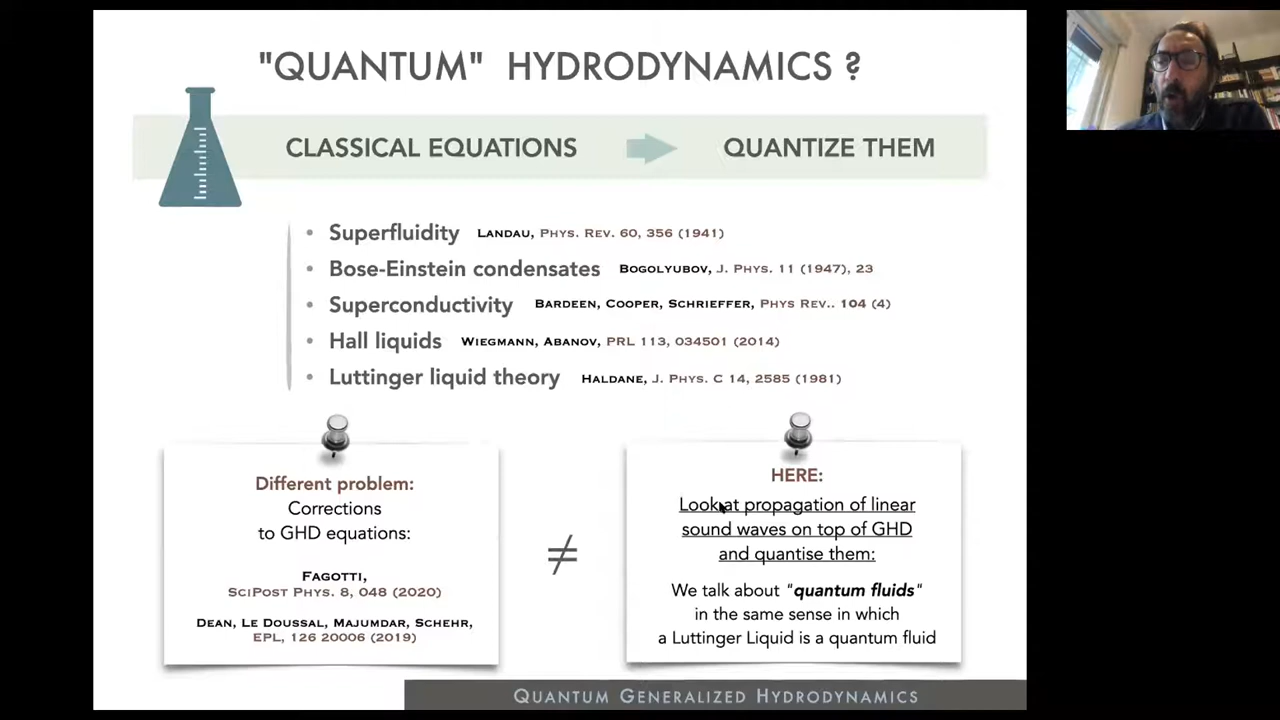 "QUANTUM" HYDRODYNAMICS ?
CLASSICAL EQUATIONS QUANTIZE THEM
• Superfluidity LANDAU, PHYS. REV. 60, 356 (1941)
• Bose-Einstein condensates BOGOLYUBOV, J. PHYS. 11 (1947), 23
• Superconductivity BARDEEN, COOPER, SCHRIEFFER, PHYS REV.. 104 (4)
• Hall liquids WIEGMANN, ABANOV, PRL 113, 034501 (2014)
• Luttinger liquid theory HALDANE, J. PHYS. C 14, 2585 (1981)
Different problem:
Corrections
to GHD equations:
FAGOTTI,
SCIPOST PHYS. 8, 048 (2020)
DEAN, LE DOUSSAL, MAJUMDAR, SCHEHR,
EPL, 126 20006 (2019)
≠
HERE:
Look at propagation of linear
sound waves on top of GHD
and quantise them:
We talk about "quantum fluids"
in the same sense in which
a Luttinger Liquid is a quantum fluid
QUANTUM GENERALIZED HYDRODYNAMICS